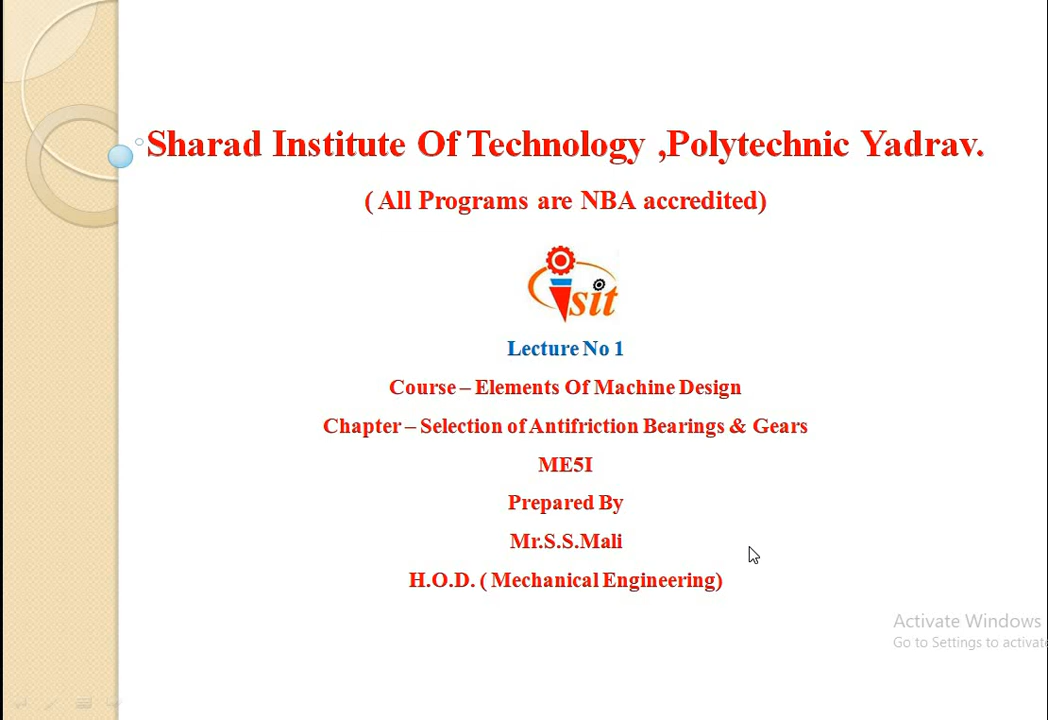 Sharad Institute Of Technology ,Polytechnic Yadrav.
( All Programs are NBA accredited)
isit
Lecture No 1
Course – Elements Of Machine Design
Chapter – Selection of Antifriction Bearings & Gears
ME5I
Prepared By
Mr.S.S.Mali
H.O.D. ( Mechanical Engineering)
Activate Windows
Go to Settings to activate